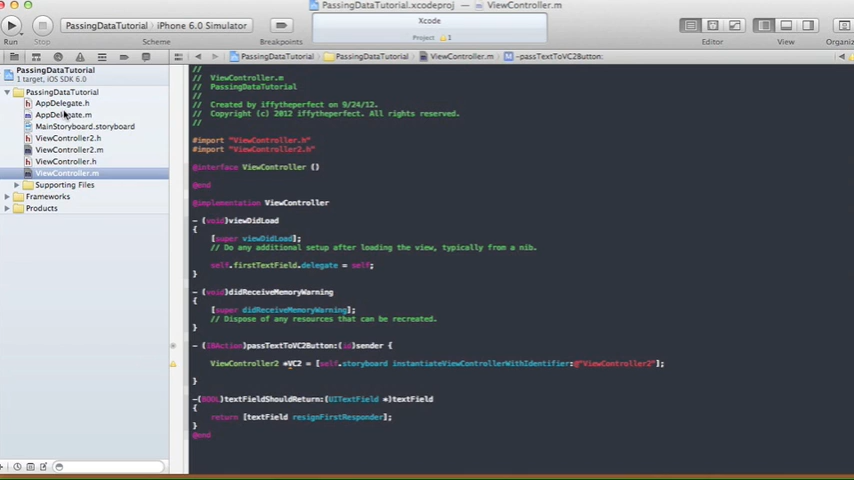 PassingDataTutorial.xcodeproj — ViewController.m
PassingDataTutorial iPhone 6.0 Simulator
Xcode
Project 1
Run Stop Scheme Breakpoints Editor View
PassingDataTutorial PassingDataTutorial ViewController.m -passTextToVC2Button:
PassingDataTutorial
1 target, iOS SDK 6.0
PassingDataTutorial
AppDelegate.h
AppDelegate.m
MainStoryboard.storyboard
ViewController2.h
ViewController2.m
ViewController.h
ViewController.m
Supporting Files
Frameworks
Products
//
// ViewController.m
// PassingDataTutorial
//
// Created by iffytheperfect on 9/24/12.
// Copyright (c) 2012 iffytheperfect. All rights reserved.
//
#import "ViewController.h"
#import "ViewController2.h"
@interface ViewController ()
@end
@implementation ViewController
- (void)viewDidLoad
{
[super viewDidLoad];
// Do any additional setup after loading the view, typically from a nib.
self.firstTextField.delegate = self;
}
- (void)didReceiveMemoryWarning
{
[super didReceiveMemoryWarning];
// Dispose of any resources that can be recreated.
}
- (IBAction)passTextToVC2Button:(id)sender {
ViewController2 *VC2 = [self.storyboard instantiateViewControllerWithIdentifier:@"ViewController2"];
}
-(BOOL)textFieldShouldReturn:(UITextField *)textField
{
return [textField resignFirstResponder];
}
@end